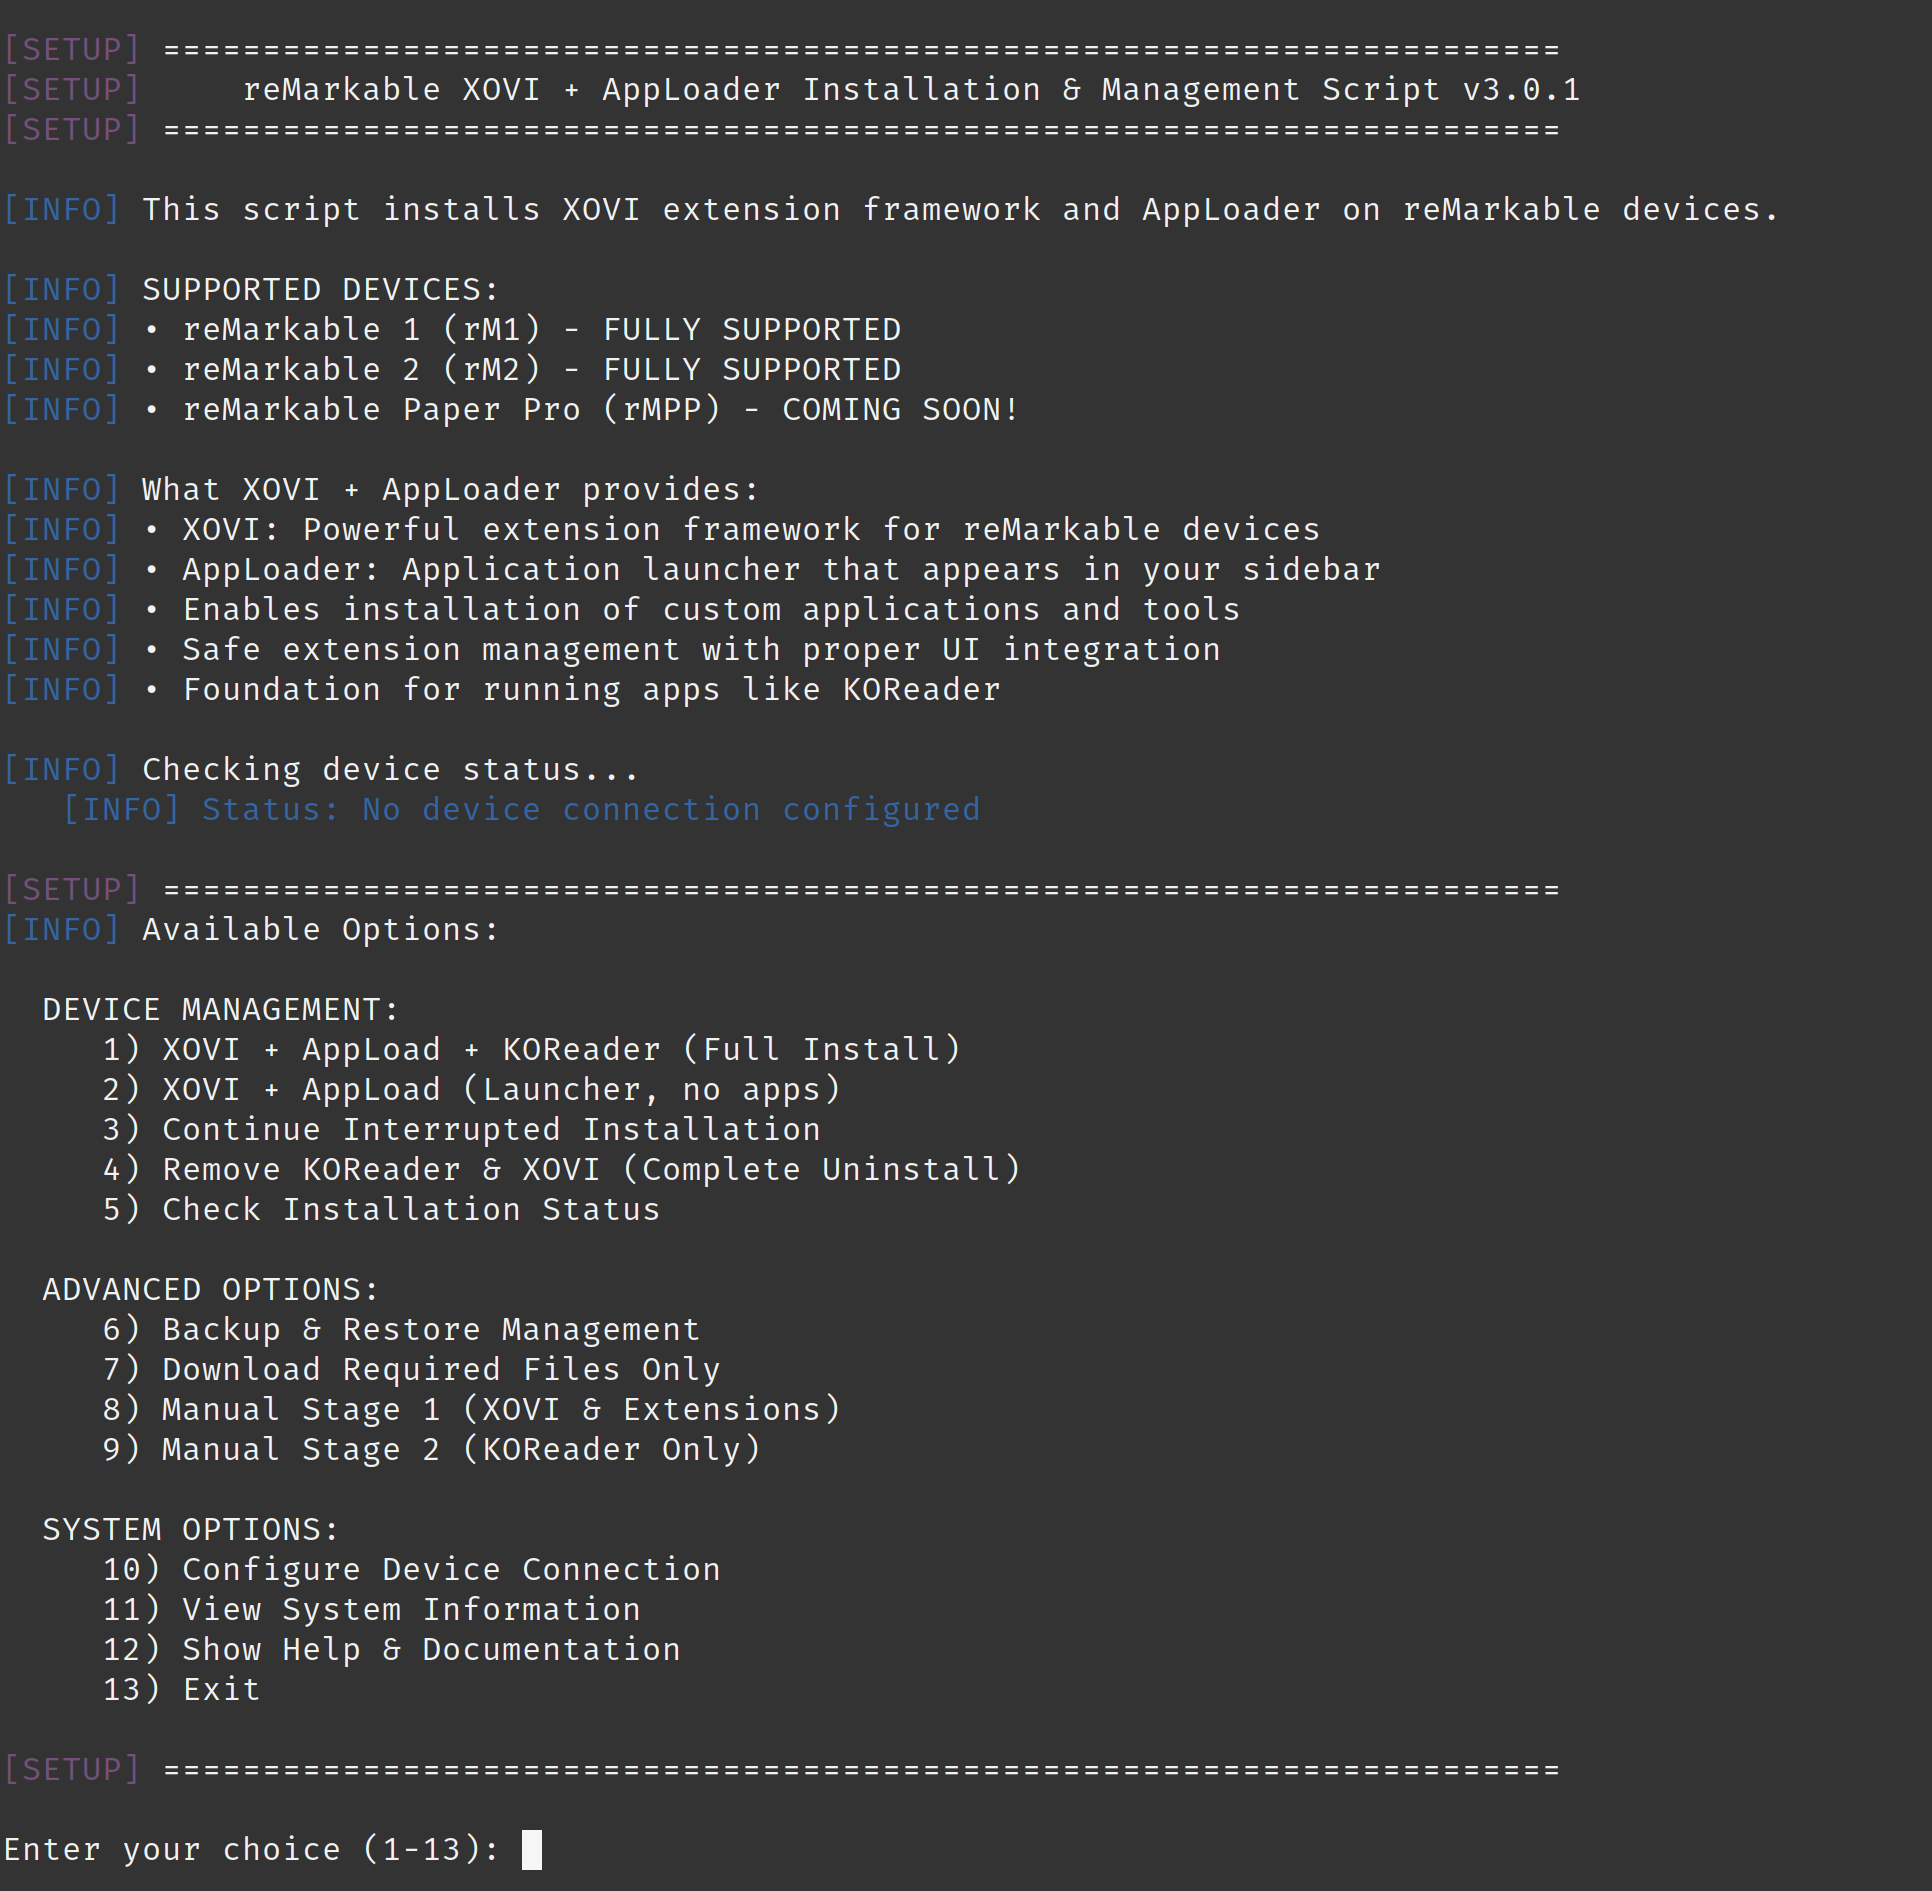 [SETUP] ======================================================================
[SETUP]     reMarkable XOVI + AppLoader Installation & Management Script v3.0.1
[SETUP] ======================================================================
[INFO] This script installs XOVI extension framework and AppLoader on reMarkable devices.
[INFO] SUPPORTED DEVICES:
[INFO] • reMarkable 1 (rM1) - FULLY SUPPORTED
[INFO] • reMarkable 2 (rM2) - FULLY SUPPORTED
[INFO] • reMarkable Paper Pro (rMPP) - COMING SOON!
[INFO] What XOVI + AppLoader provides:
[INFO] • XOVI: Powerful extension framework for reMarkable devices
[INFO] • AppLoader: Application launcher that appears in your sidebar
[INFO] • Enables installation of custom applications and tools
[INFO] • Safe extension management with proper UI integration
[INFO] • Foundation for running apps like KOReader
[INFO] Checking device status...
   [INFO] Status: No device connection configured
[SETUP] ======================================================================
[INFO] Available Options:
  DEVICE MANAGEMENT:
     1) XOVI + AppLoad + KOReader (Full Install)
     2) XOVI + AppLoad (Launcher, no apps)
     3) Continue Interrupted Installation
     4) Remove KOReader & XOVI (Complete Uninstall)
     5) Check Installation Status
  ADVANCED OPTIONS:
     6) Backup & Restore Management
     7) Download Required Files Only
     8) Manual Stage 1 (XOVI & Extensions)
     9) Manual Stage 2 (KOReader Only)
  SYSTEM OPTIONS:
     10) Configure Device Connection
     11) View System Information
     12) Show Help & Documentation
     13) Exit
[SETUP] ======================================================================
Enter your choice (1-13):